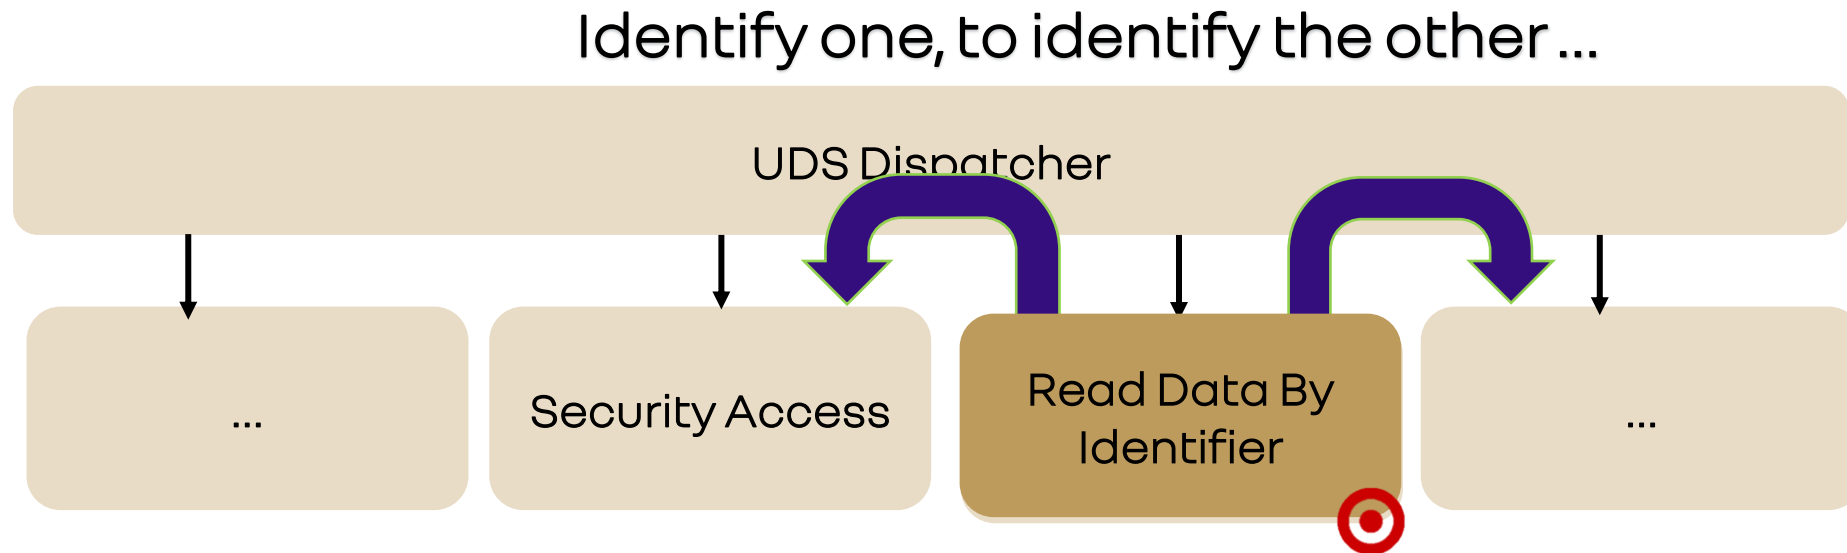 Identify one, to identify the other ...
UDS Dispatcher
...
Security Access
Read Data By
Identifier
...